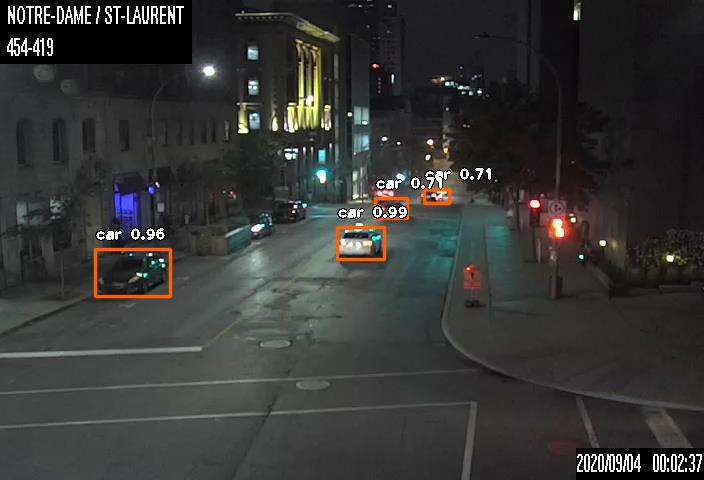 NOTRE-DAME / ST-LAURENT
454-419
car 0.71
car 0.71
car 0.99
car 0.96
2020/09/04 00:02:37